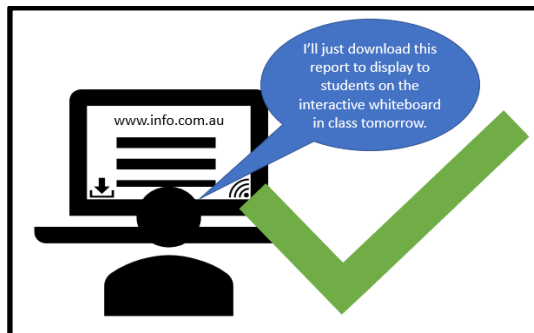 I'll just download this
report to display to
students on the
interactive whiteboard
in class tomorrow.
www.info.com.au